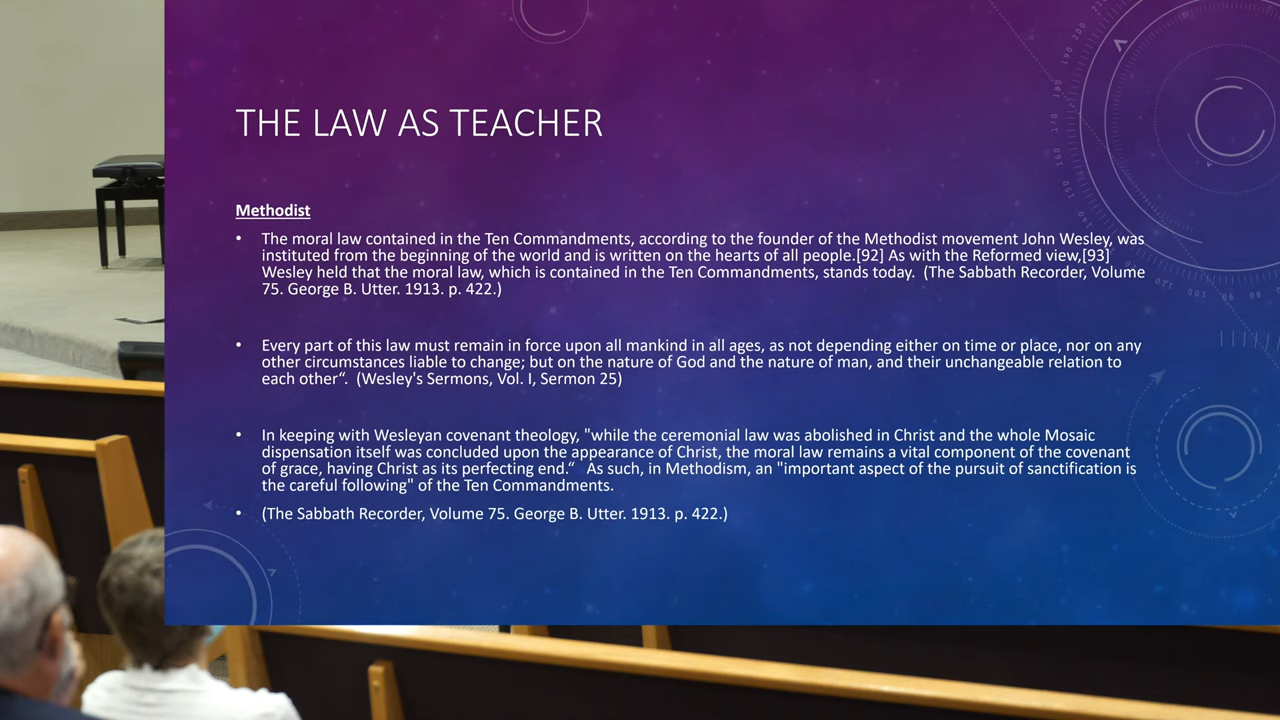 THE LAW AS TEACHER
Methodist
• The moral law contained in the Ten Commandments, according to the founder of the Methodist movement John Wesley, was
instituted from the beginning of the world and is written on the hearts of all people.[92] As with the Reformed view,[93]
Wesley held that the moral law, which is contained in the Ten Commandments, stands today.  (The Sabbath Recorder, Volume
75. George B. Utter. 1913. p. 422.)
• Every part of this law must remain in force upon all mankind in all ages, as not depending either on time or place, nor on any
other circumstances liable to change; but on the nature of God and the nature of man, and their unchangeable relation to
each other“.  (Wesley's Sermons, Vol. I, Sermon 25)
• In keeping with Wesleyan covenant theology, "while the ceremonial law was abolished in Christ and the whole Mosaic
dispensation itself was concluded upon the appearance of Christ, the moral law remains a vital component of the covenant
of grace, having Christ as its perfecting end.“  As such, in Methodism, an "important aspect of the pursuit of sanctification is
the careful following" of the Ten Commandments.
• (The Sabbath Recorder, Volume 75. George B. Utter. 1913. p. 422.)